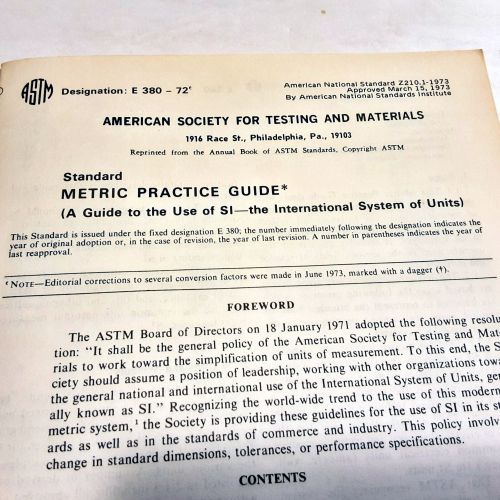 ASTM
Designation: E 380 – 72ᵋ
American National Standard Z210.1-1973
Approved March 15, 1973
By American National Standards Institute
AMERICAN SOCIETY FOR TESTING AND MATERIALS
1916 Race St., Philadelphia, Pa., 19103
Reprinted from the Annual Book of ASTM Standards, Copyright ASTM
Standard
METRIC PRACTICE GUIDE*
(A Guide to the Use of SI—the International System of Units)
This Standard is issued under the fixed designation E 380; the number immediately following the designation indicates the
year of original adoption or, in the case of revision, the year of last revision. A number in parentheses indicates the year of
last reapproval.
ᵋ NOTE—Editorial corrections to several conversion factors were made in June 1973, marked with a dagger (†).
FOREWORD
The ASTM Board of Directors on 18 January 1971 adopted the following resolu
tion: "It shall be the general policy of the American Society for Testing and Mate
rials to work toward the simplification of units of measurement. To this end, the S
ciety should assume a position of leadership, working with other organizations towa
the general national and international use of the International System of Units, gen
ally known as SI." Recognizing the world-wide trend to the use of this modern
metric system,¹ the Society is providing these guidelines for the use of SI in its st
ards as well as in the standards of commerce and industry. This policy involv
change in standard dimensions, tolerances, or performance specifications.
CONTENTS